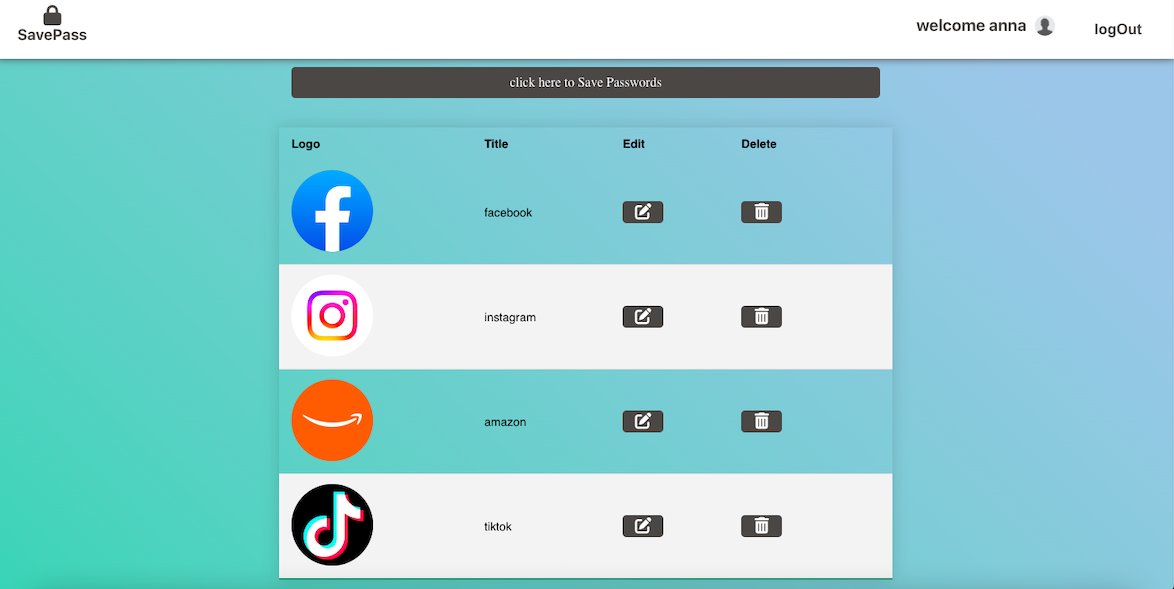 SavePass
welcome anna
logOut
click here to Save Passwords
Logo Title Edit Delete
facebook
instagram
amazon
tiktok